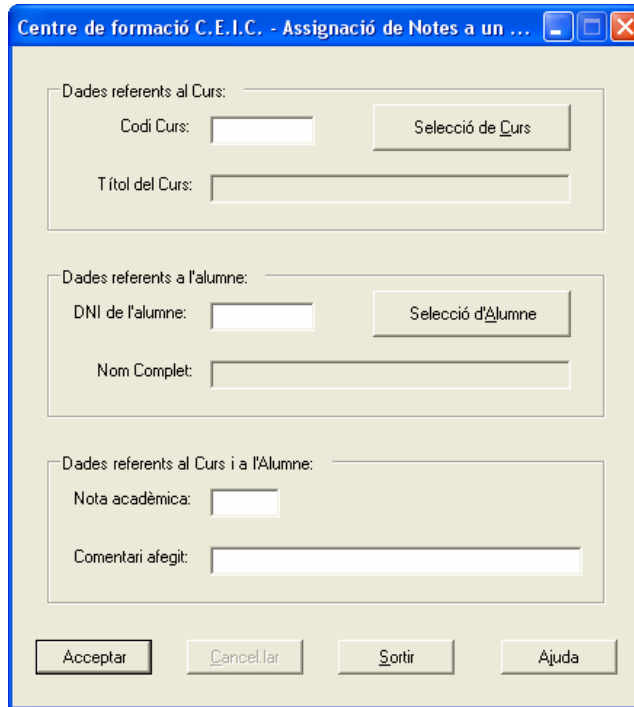 Centre de formació C.E.I.C. - Assignació de Notes a un ...
Dades referents al Curs:
Codi Curs:
Selecció de Curs
Títol del Curs:
Dades referents a l'alumne:
DNI de l'alumne:
Selecció d'Alumne
Nom Complet:
Dades referents al Curs i a l'Alumne:
Nota acadèmica:
Comentari afegit:
Acceptar Cancel.lar Sortir Ajuda